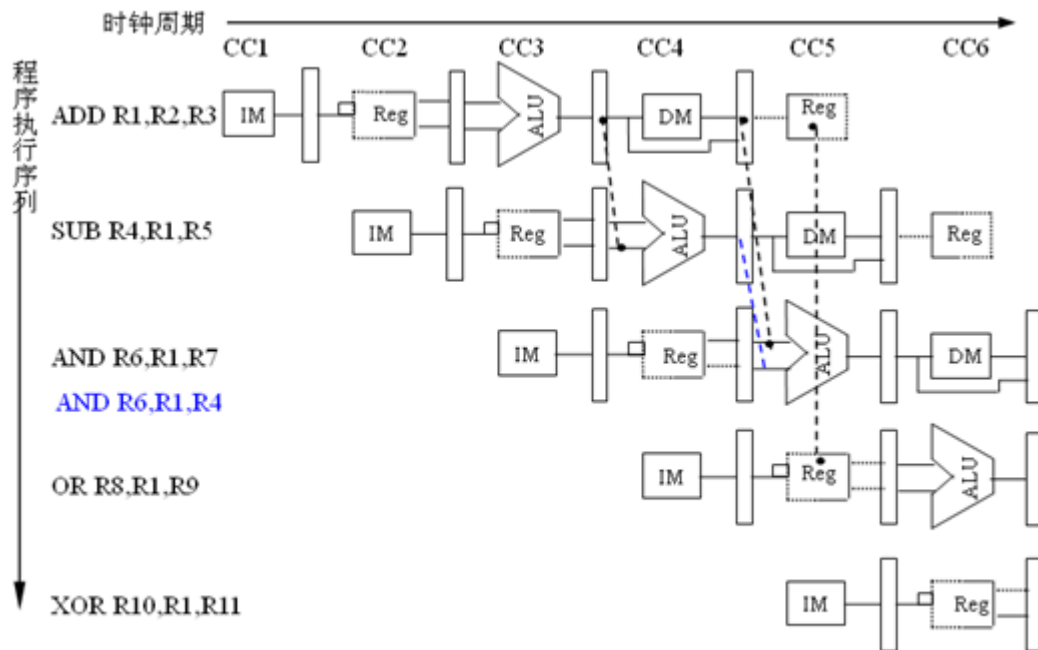 时钟周期
CC1 CC2 CC3 CC4 CC5 CC6
程序执行序列
ADD R1,R2,R3 IM Reg ALU DM Reg
SUB R4,R1,R5 IM Reg ALU DM Reg
AND R6,R1,R7 IM Reg ALU DM
AND R6,R1,R4
OR R8,R1,R9 IM Reg ALU
XOR R10,R1,R11 IM Reg